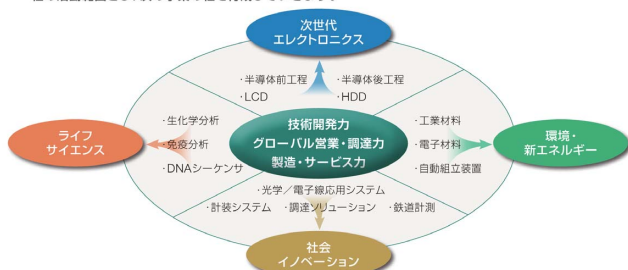 次世代
エレクトロニクス
・半導体前工程
・半導体後工程
・LCD
・HDD
ライフ
サイエンス
・生化学分析
・免疫分析
・DNAシーケンサ
技術開発力
グローバル営業・調達力
製造・サービス力
・工業材料
・電子材料
・自動組立装置
環境・
新エネルギー
・光学／電子線応用システム
・計装システム ・調達ソリューション ・鉄道計測
社会
イノベーション